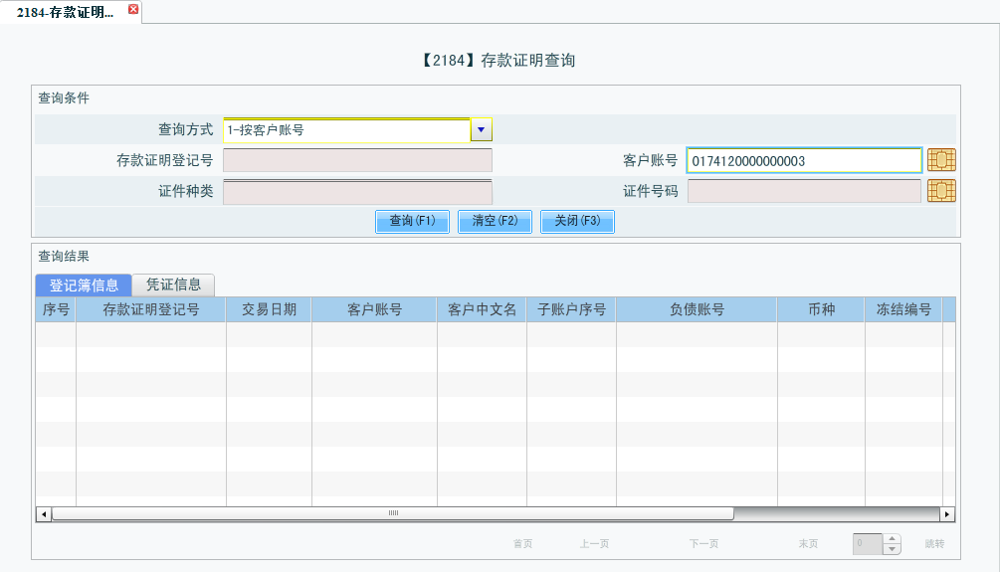 2184-存款证明...
【2184】存款证明查询
查询条件
查询方式 1-按客户账号
存款证明登记号 客户账号 0174120000000003
证件种类 证件号码
查询(F1) 清空(F2) 关闭(F3)
查询结果
登记簿信息 凭证信息
序号 存款证明登记号 交易日期 客户账号 客户中文名 子账户序号 负债账号 币种 冻结编号
首页 上一页 下一页 末页 0 跳转